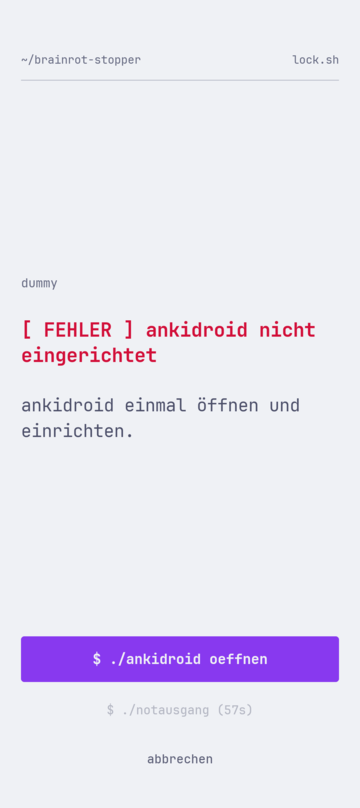 ~/brainrot-stopper lock.sh
dummy
[ FEHLER ] ankidroid nicht
eingerichtet
ankidroid einmal öffnen und
einrichten.
$ ./ankidroid oeffnen
$ ./notausgang (57s)
abbrechen